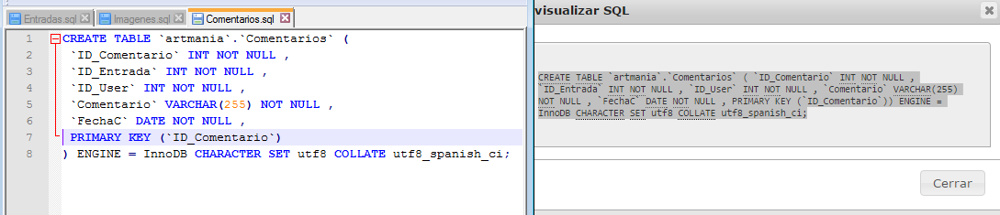 Entradas.sql Imagenes.sql Comentarios.sql
1 CREATE TABLE `artmania`.`Comentarios` (
2 `ID_Comentario` INT NOT NULL ,
3 `ID_Entrada` INT NOT NULL ,
4 `ID_User` INT NOT NULL ,
5 `Comentario` VARCHAR(255) NOT NULL ,
6 `FechaC` DATE NOT NULL ,
7 PRIMARY KEY (`ID_Comentario`)
8 ) ENGINE = InnoDB CHARACTER SET utf8 COLLATE utf8_spanish_ci;
visualizar SQL
CREATE TABLE `artmania`.`Comentarios` ( `ID_Comentario` INT NOT NULL ,
`ID_Entrada` INT NOT NULL , `ID_User` INT NOT NULL , `Comentario` VARCHAR(255)
NOT NULL , `FechaC` DATE NOT NULL , PRIMARY KEY (`ID_Comentario`)) ENGINE =
InnoDB CHARACTER SET utf8 COLLATE utf8_spanish_ci;
Cerrar